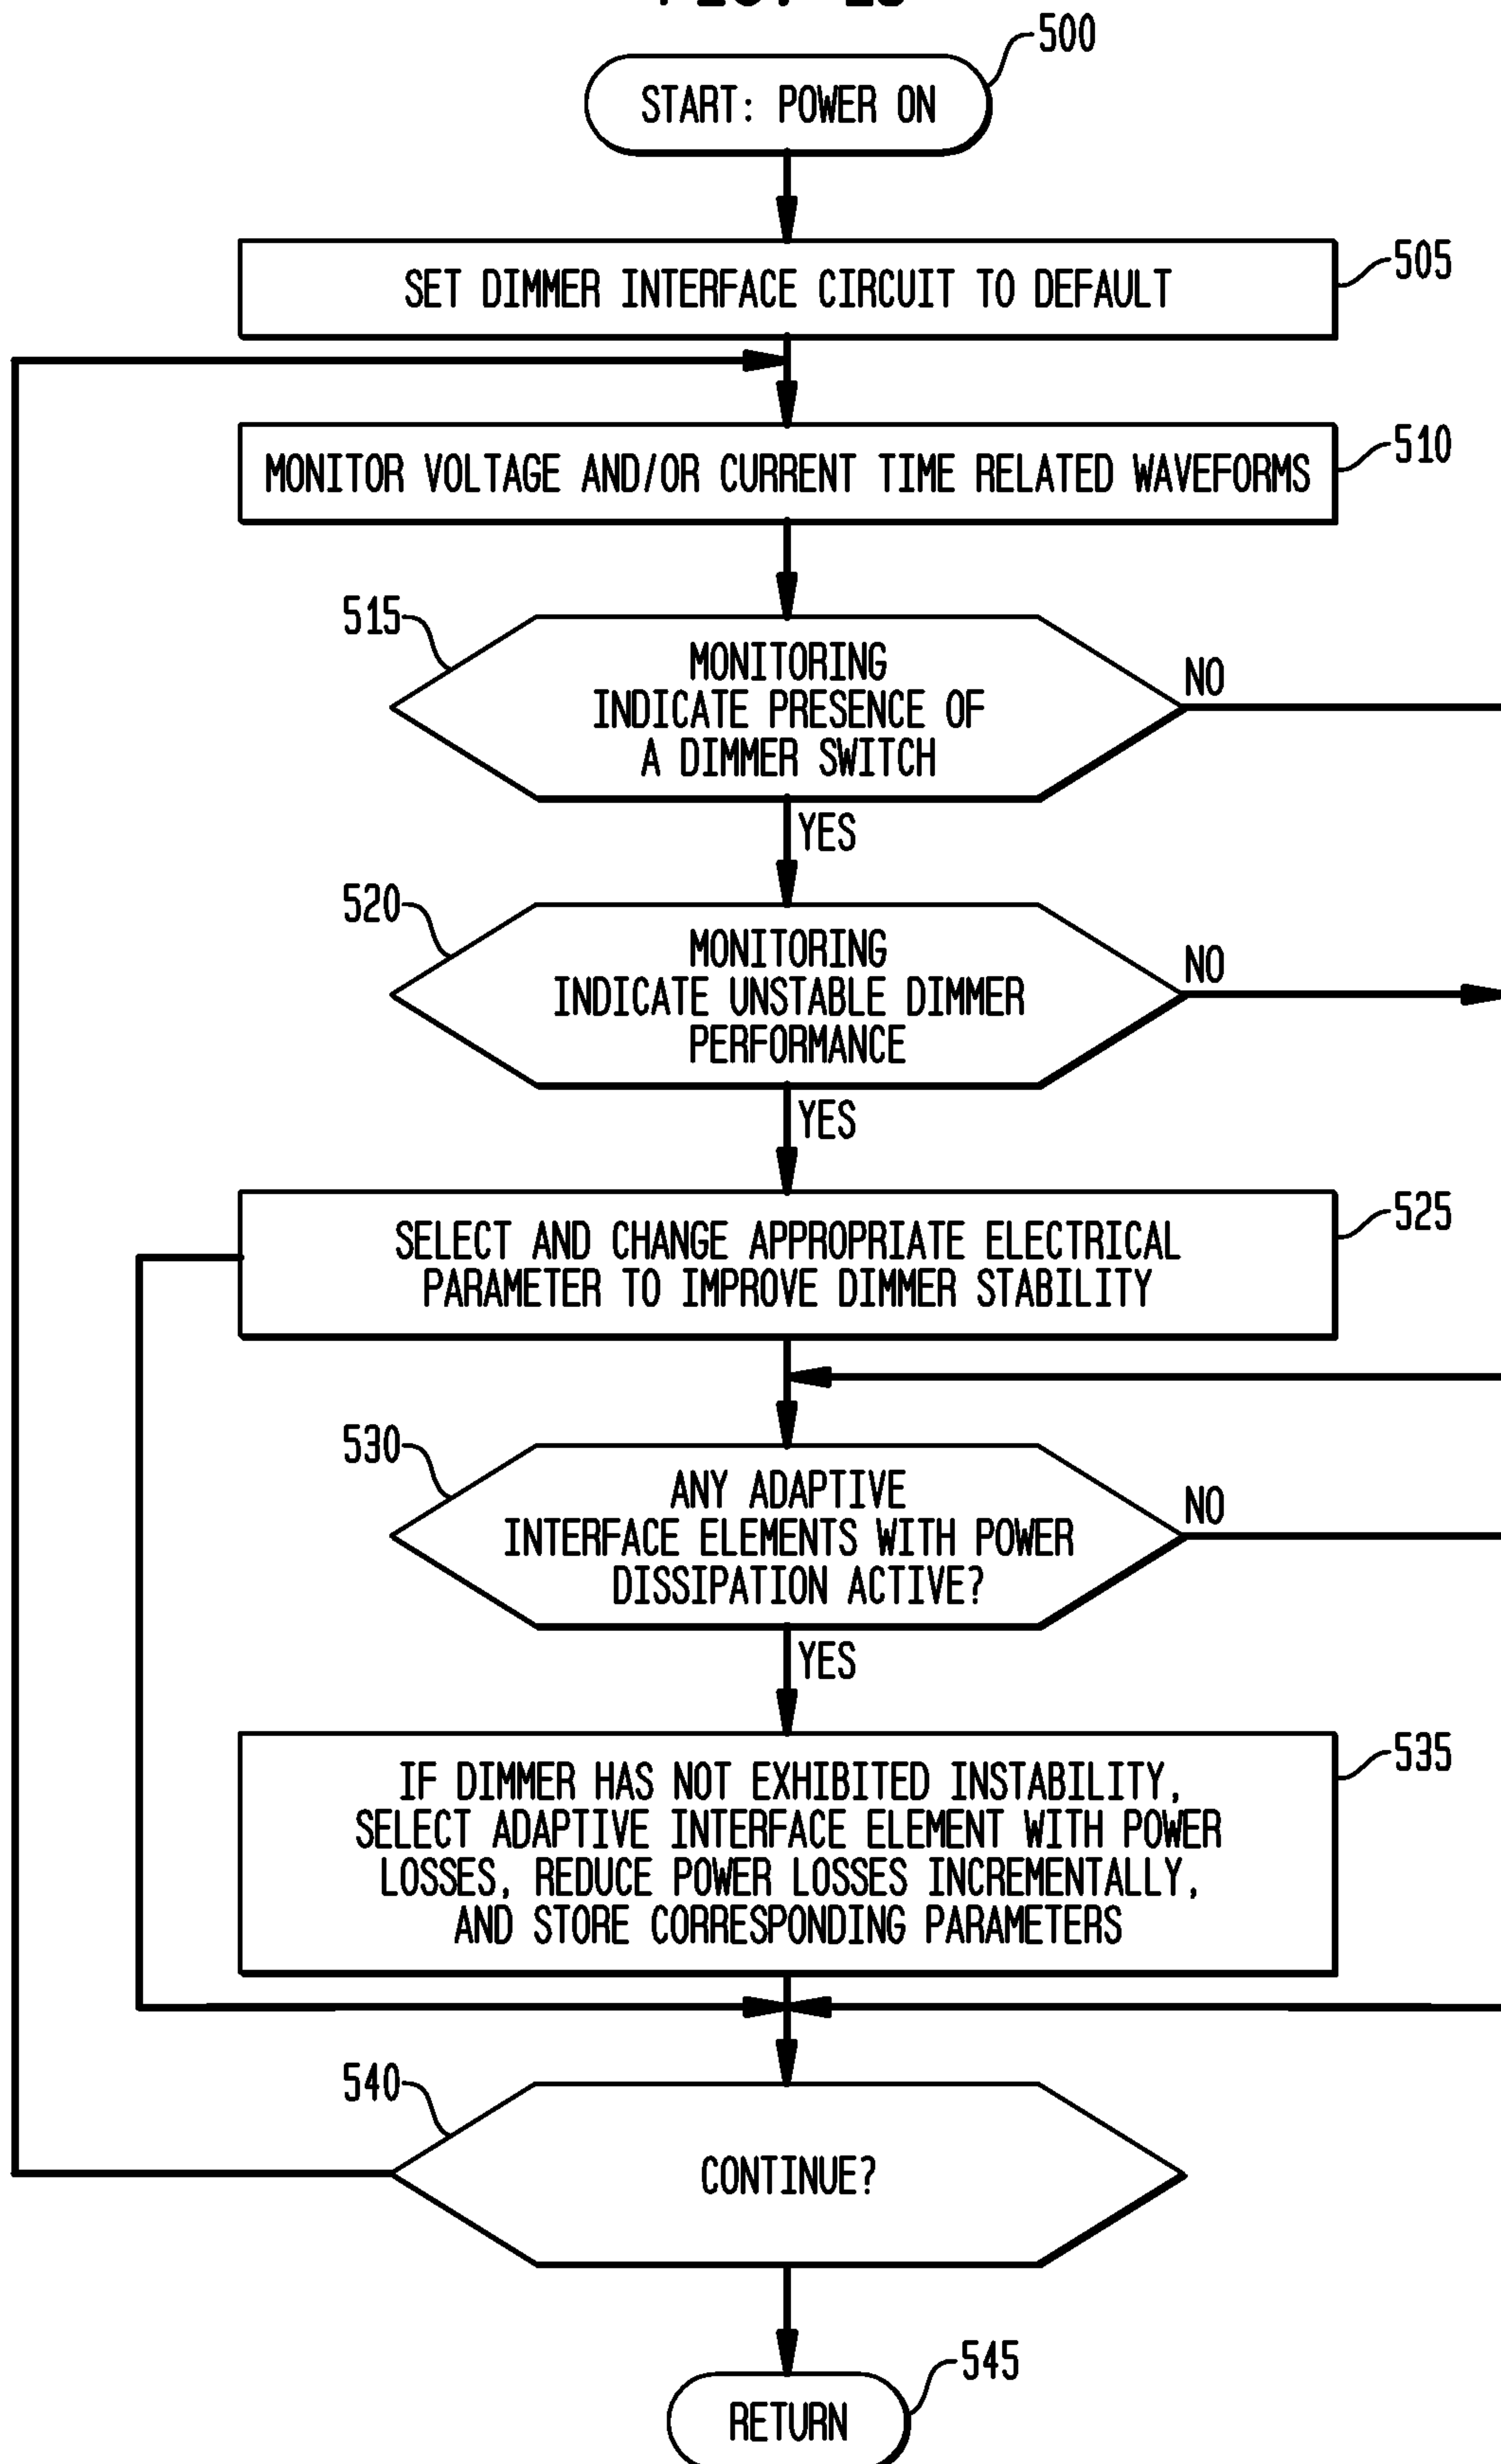 500
START: POWER ON
505
SET DIMMER INTERFACE CIRCUIT TO DEFAULT
510
MONITOR VOLTAGE AND/OR CURRENT TIME RELATED WAVEFORMS
515
MONITORING
INDICATE PRESENCE OF
A DIMMER SWITCH
NO
YES
520
MONITORING
INDICATE UNSTABLE DIMMER
PERFORMANCE
NO
YES
525
SELECT AND CHANGE APPROPRIATE ELECTRICAL
PARAMETER TO IMPROVE DIMMER STABILITY
530
ANY ADAPTIVE
INTERFACE ELEMENTS WITH POWER
DISSIPATION ACTIVE?
NO
YES
535
IF DIMMER HAS NOT EXHIBITED INSTABILITY,
SELECT ADAPTIVE INTERFACE ELEMENT WITH POWER
LOSSES, REDUCE POWER LOSSES INCREMENTALLY,
AND STORE CORRESPONDING PARAMETERS
540
CONTINUE?
545
RETURN